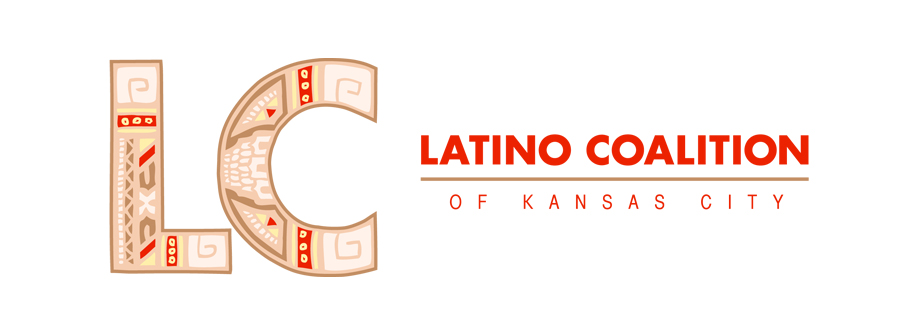 LC
LATINO COALITION
OF KANSAS CITY